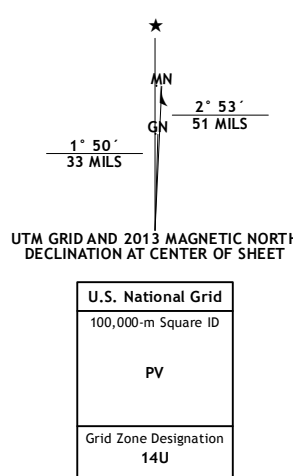 ★
MN
2° 53´
51 MILS
GN
1° 50´
33 MILS
UTM GRID AND 2013 MAGNETIC NORTH
DECLINATION AT CENTER OF SHEET
U.S. National Grid
100,000-m Square ID
PV
Grid Zone Designation
14U